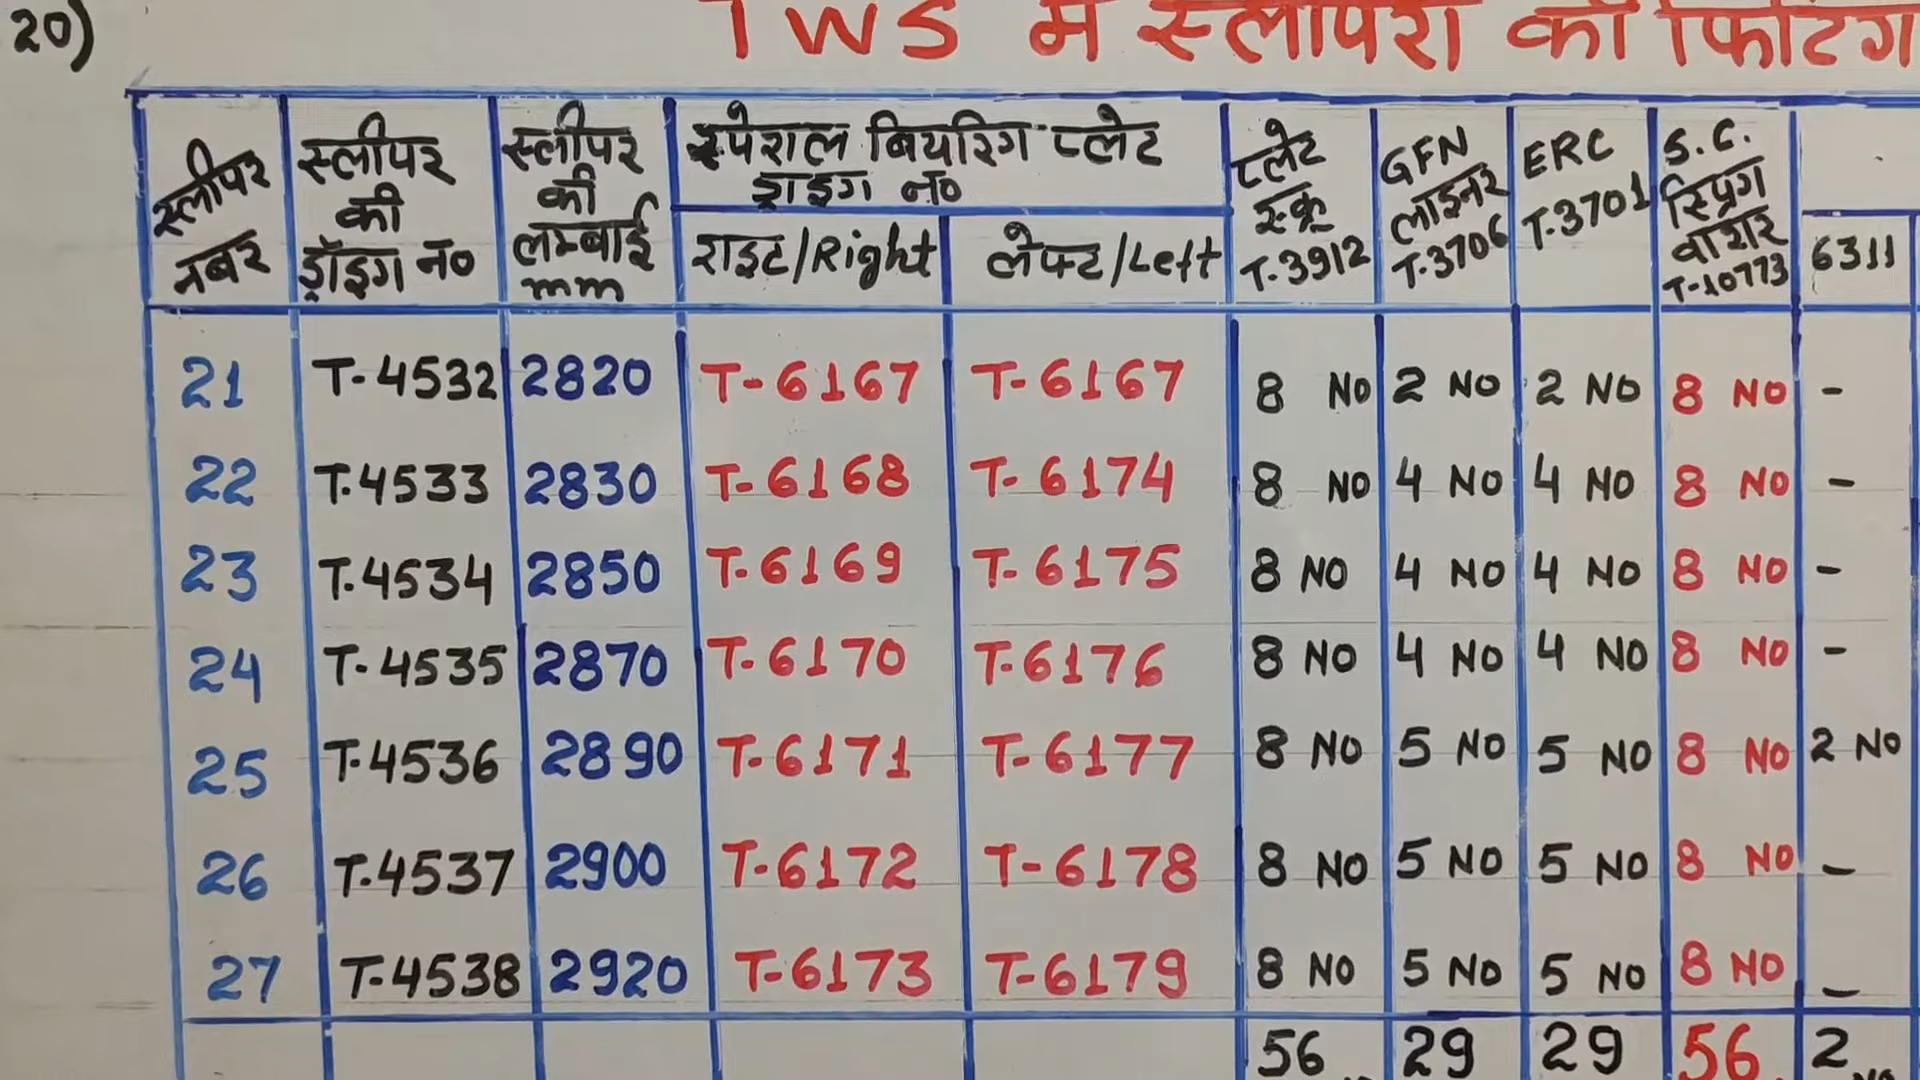 20)
TWS में स्लीपरों की फिटिंग
स्लीपर नंबर
स्लीपर की ड्रॉइंग नं०
स्लीपर की लम्बाई mm
स्पेशल बियरिंग प्लेट ड्राइंग नं०
राइट/Right
लेफ्ट/Left
प्लेट स्क्रू T-3912
GFN लाइनर T.3706
ERC T.3701
S.C. स्प्रिंग वाशर T-10773
6311
21 T-4532 2820 T-6167 T-6167 8 NO 2 NO 2 NO 8 NO -
22 T.4533 2830 T-6168 T-6174 8 NO 4 NO 4 NO 8 NO -
23 T.4534 2850 T-6169 T-6175 8 NO 4 NO 4 NO 8 NO -
24 T-4535 2870 T-6170 T-6176 8 NO 4 NO 4 NO 8 NO -
25 T-4536 2890 T-6171 T-6177 8 NO 5 NO 5 NO 8 NO 2 NO
26 T.4537 2900 T-6172 T-6178 8 NO 5 NO 5 NO 8 NO -
27 T-4538 2920 T-6173 T-6179 8 NO 5 NO 5 NO 8 NO -
56 29 29 56 2